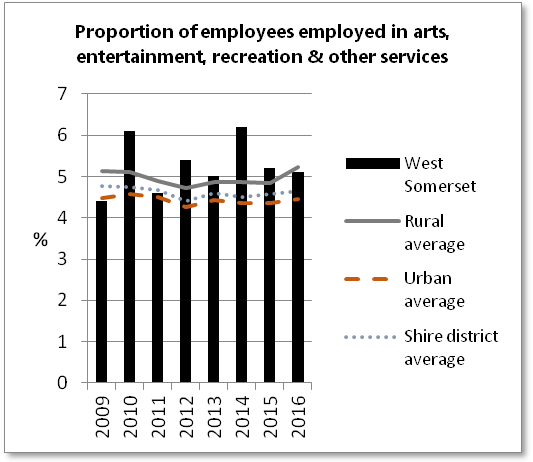 Proportion of employees employed in arts,
entertainment, recreation & other services
7
6
5
4
3
2
1
0
%
2009
2010
2011
2012
2013
2014
2015
2016
West
Somerset
Rural
average
Urban
average
Shire district
average